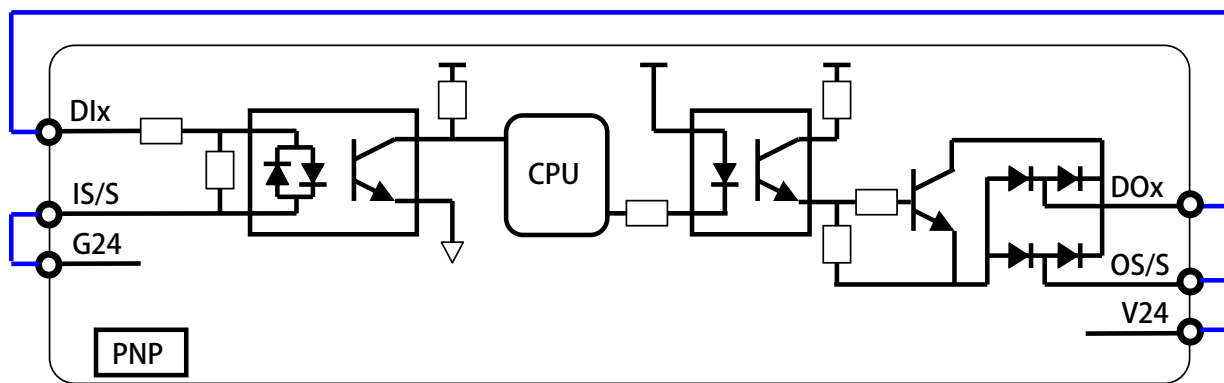 DIx
IS/S
G24
CPU
DOx
OS/S
V24
PNP